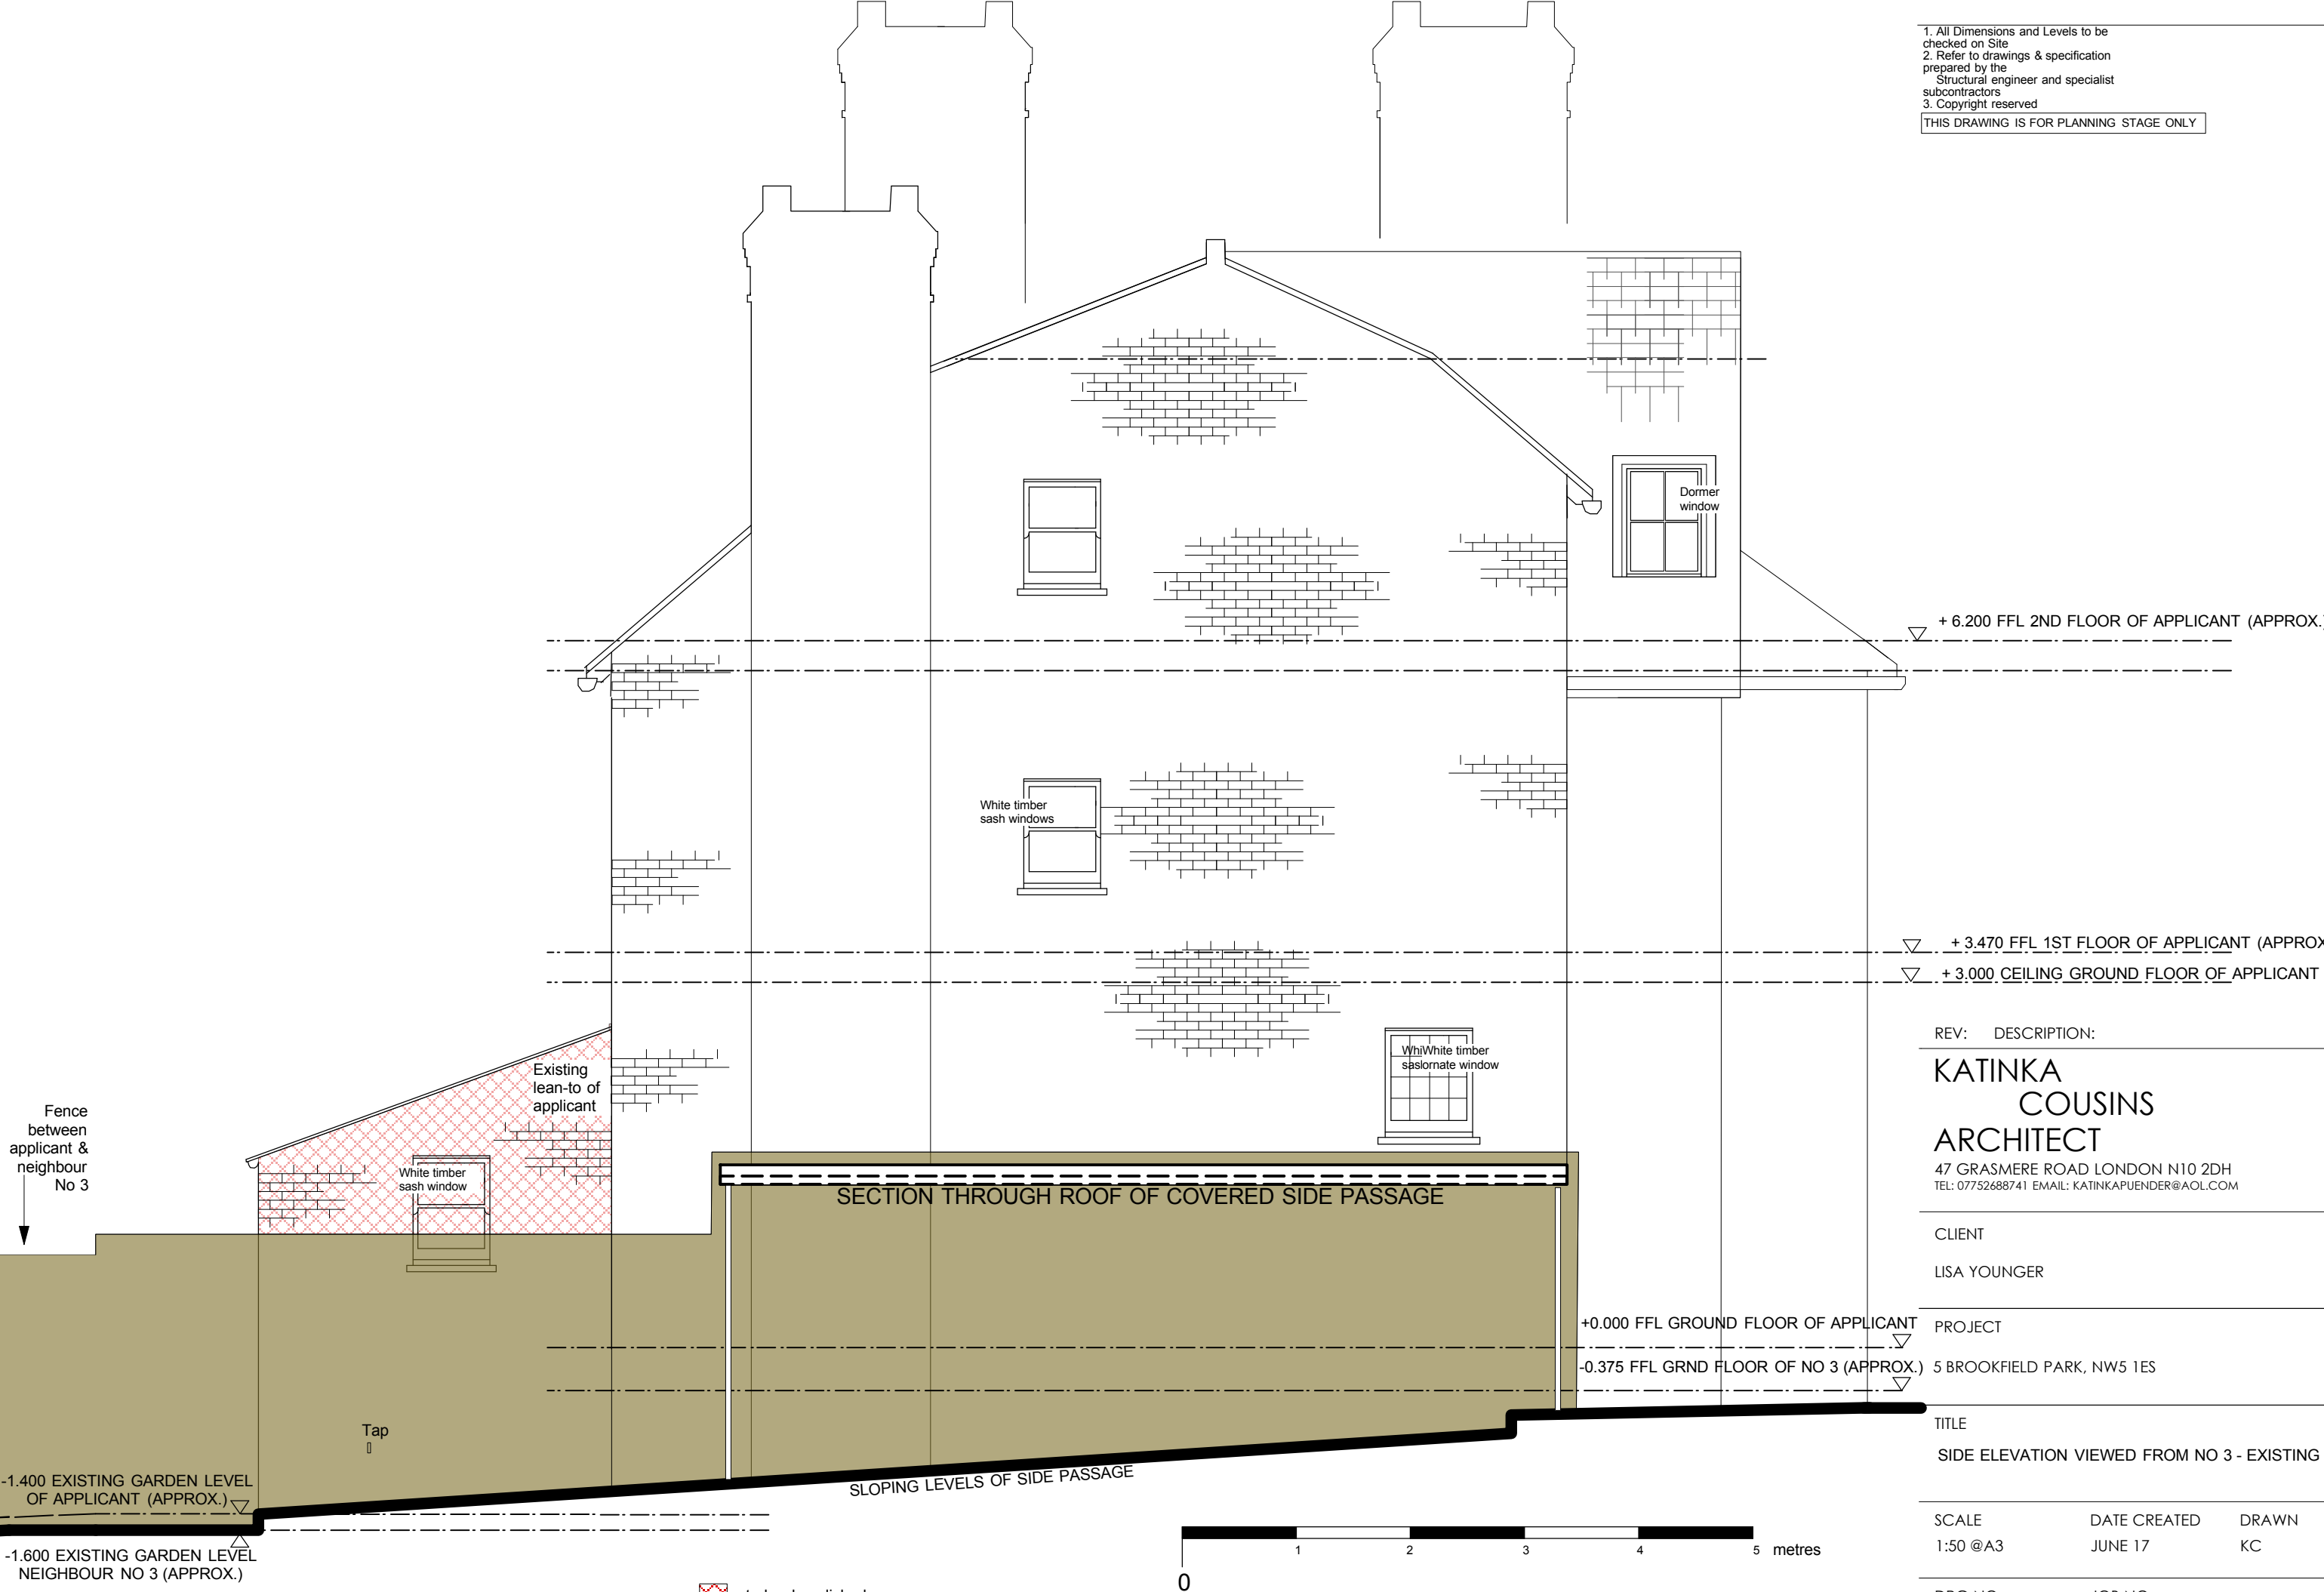 1. All Dimensions and Levels to be
checked on Site
2. Refer to drawings & specification
prepared by the
Structural engineer and specialist
subcontractors
3. Copyright reserved
THIS DRAWING IS FOR PLANNING STAGE ONLY
Dormer
window
+ 6.200 FFL 2ND FLOOR OF APPLICANT (APPROX.
White timber
sash windows
+ 3.470 FFL 1ST FLOOR OF APPLICANT (APPROX
+ 3.000 CEILING GROUND FLOOR OF APPLICANT
Existing
lean-to of
applicant
White timber
ornate window
Fence
between
applicant &
neighbour
No 3
White timber
sash window
SECTION THROUGH ROOF OF COVERED SIDE PASSAGE
+0.000 FFL GROUND FLOOR OF APPLICANT
-0.375 FFL GRND FLOOR OF NO 3 (APPROX.)
Tap
-1.400 EXISTING GARDEN LEVEL
OF APPLICANT (APPROX.)
SLOPING LEVELS OF SIDE PASSAGE
-1.600 EXISTING GARDEN LEVEL
NEIGHBOUR NO 3 (APPROX.)
0 1 2 3 4 5 metres
REV: DESCRIPTION:
KATINKA
COUSINS
ARCHITECT
47 GRASMERE ROAD LONDON N10 2DH
TEL: 07752688741 EMAIL: KATINKAPUENDER@AOL.COM
CLIENT
LISA YOUNGER
PROJECT
5 BROOKFIELD PARK, NW5 1ES
TITLE
SIDE ELEVATION VIEWED FROM NO 3 - EXISTING
SCALE DATE CREATED DRAWN
1:50 @A3 JUNE 17 KC